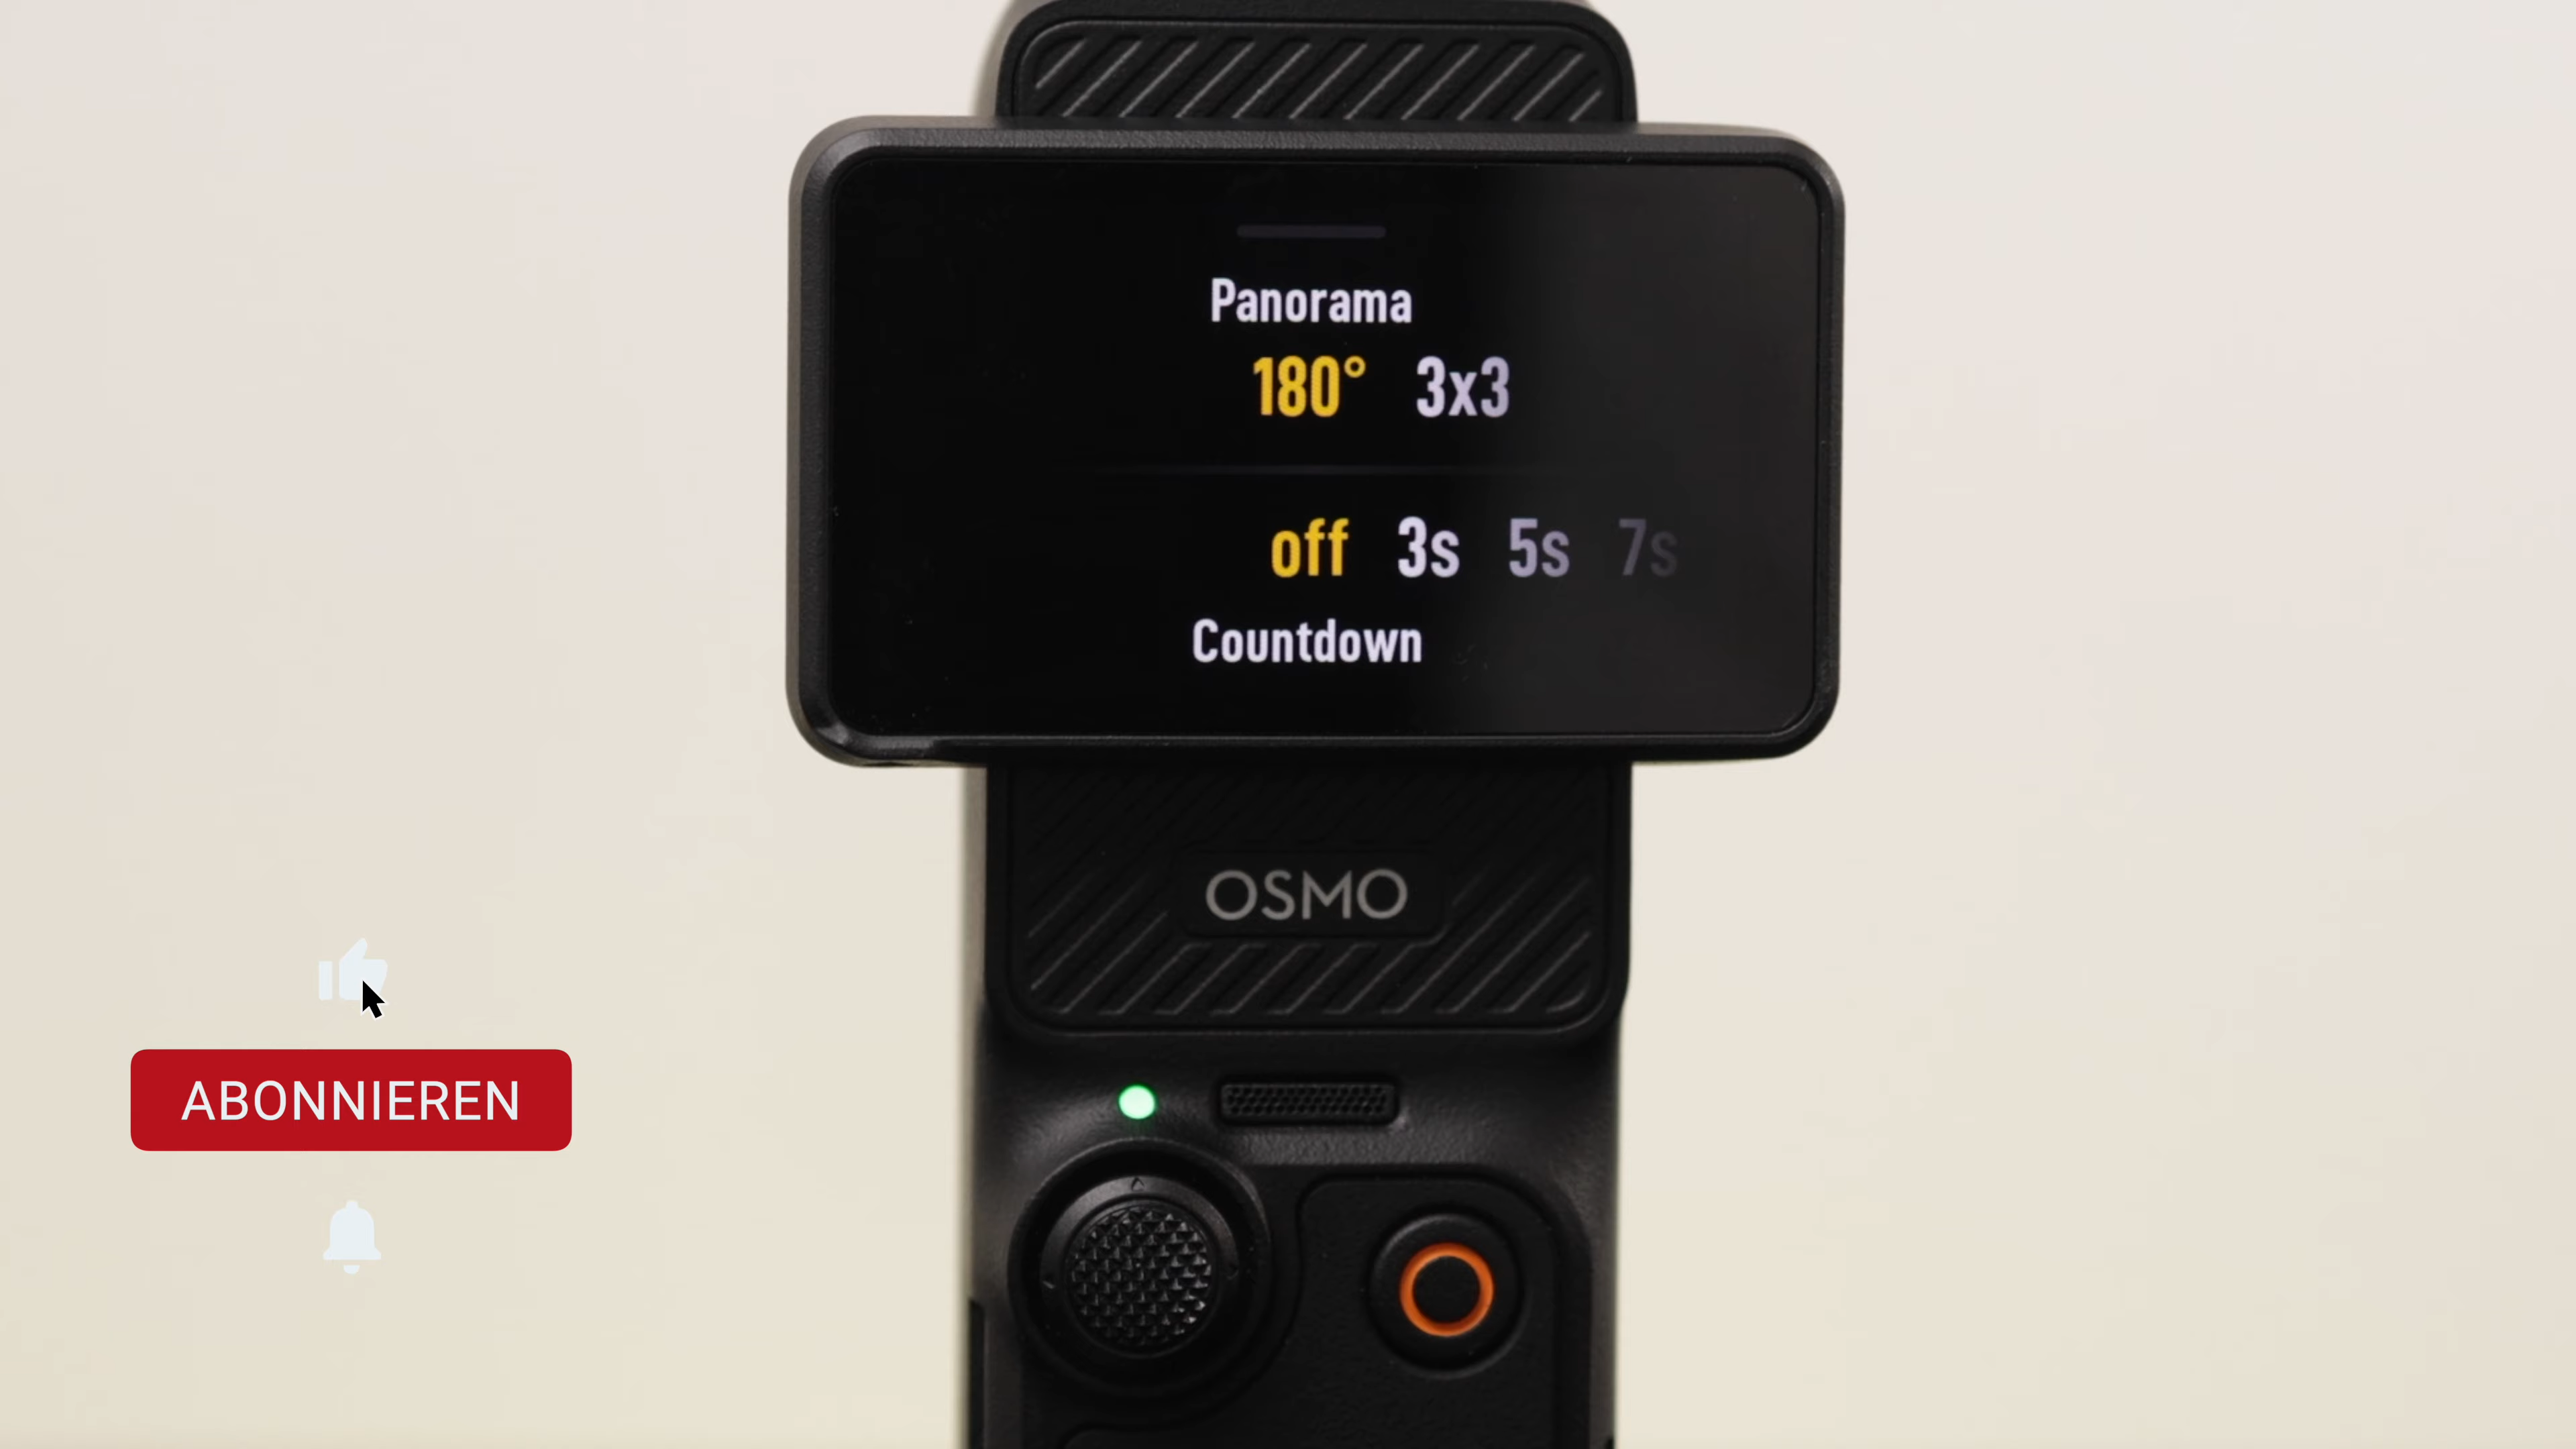 Panorama
180° 3x3
off 3s 5s 7s
Countdown
OSMO
ABONNIEREN